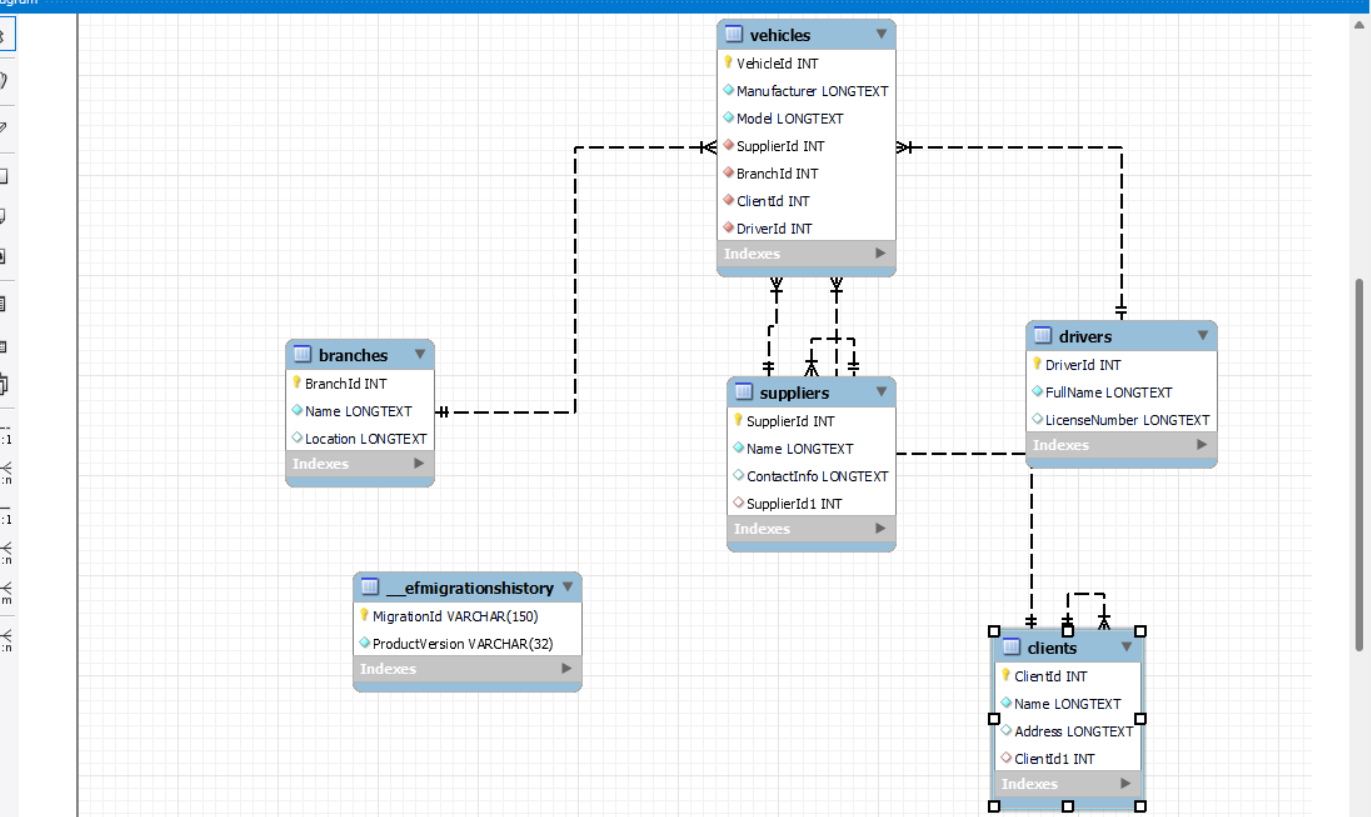 vehicles
VehicleId INT
Manufacturer LONGTEXT
Model LONGTEXT
SupplierId INT
BranchId INT
ClientId INT
DriverId INT
Indexes
branches
BranchId INT
Name LONGTEXT
Location LONGTEXT
Indexes
suppliers
SupplierId INT
Name LONGTEXT
ContactInfo LONGTEXT
SupplierId1 INT
Indexes
drivers
DriverId INT
FullName LONGTEXT
LicenseNumber LONGTEXT
Indexes
__efmigrationshistory
MigrationId VARCHAR(150)
ProductVersion VARCHAR(32)
Indexes
clients
ClientId INT
Name LONGTEXT
Address LONGTEXT
ClientId1 INT
Indexes
:1
:n
:1
:n
:n